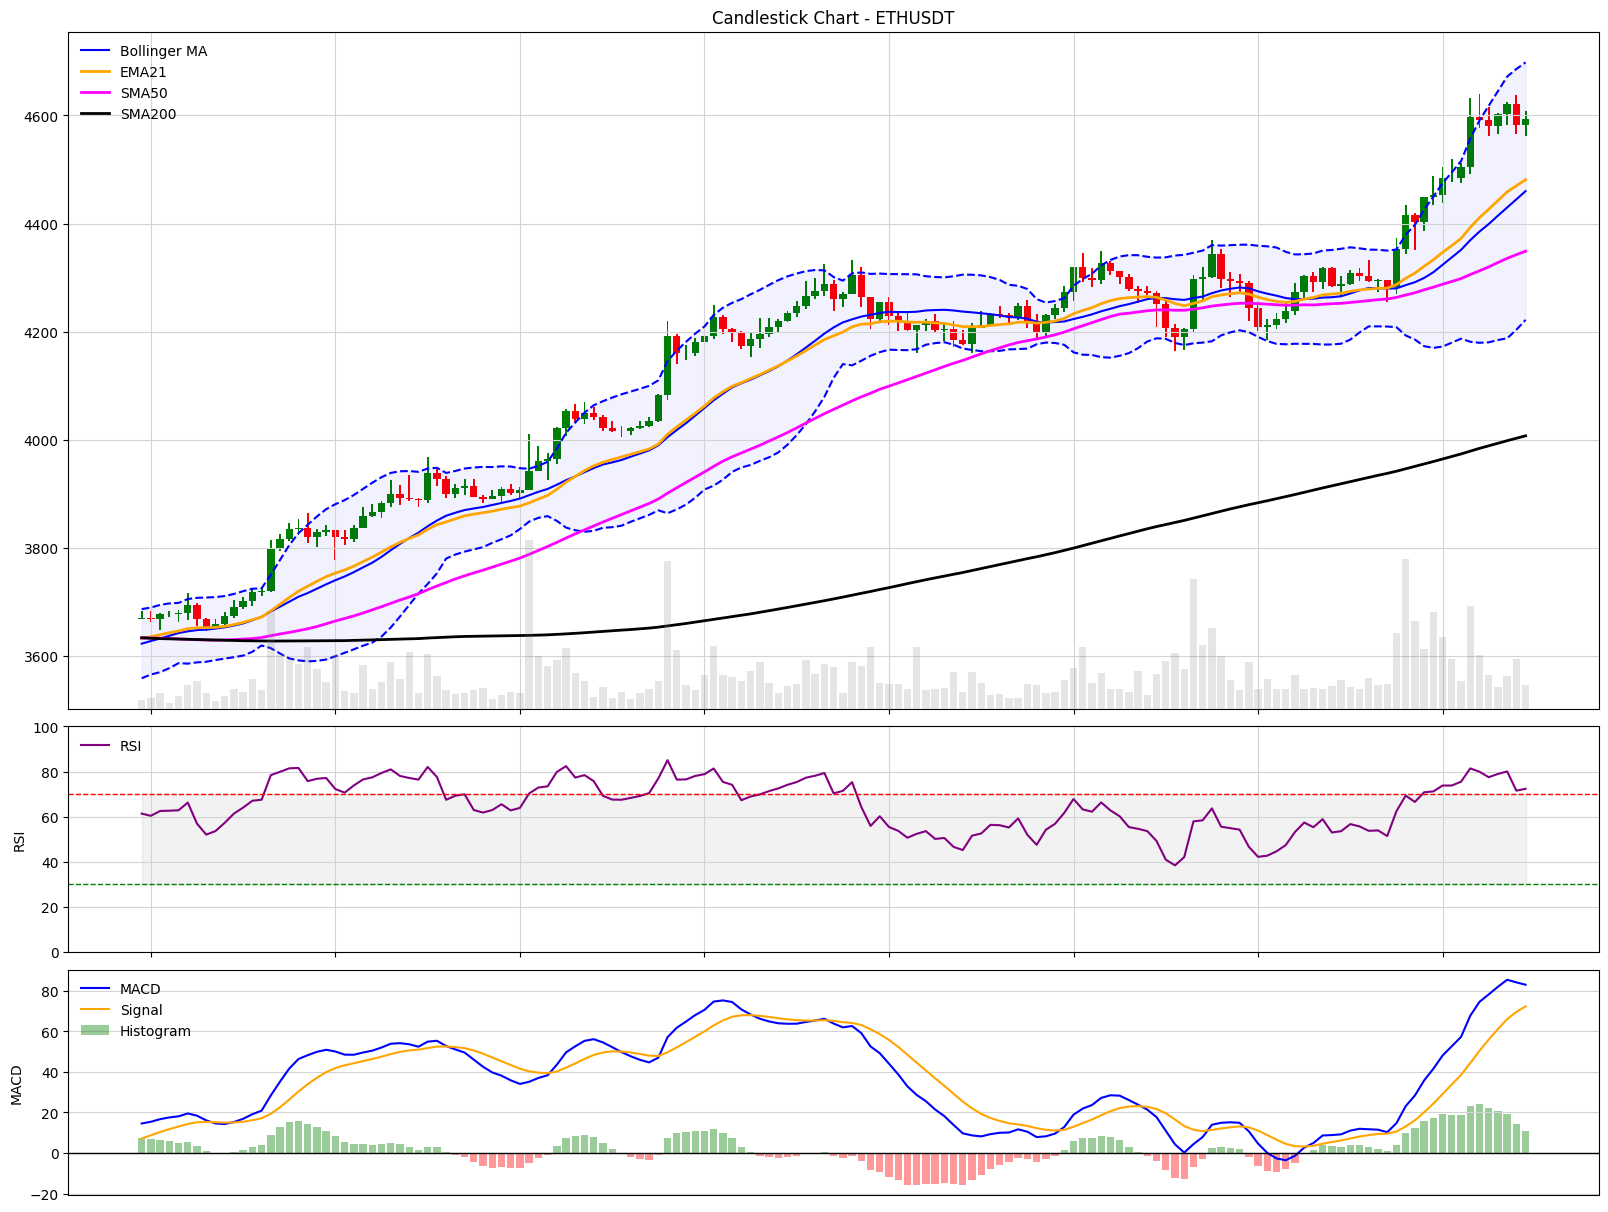 Candlestick Chart - ETHUSDT
Bollinger MA
EMA21
SMA50
SMA200
4600
4400
4200
4000
3800
3600
RSI
100
80
60
40
20
0
RSI
MACD
Signal
Histogram
80
60
40
20
0
−20
MACD